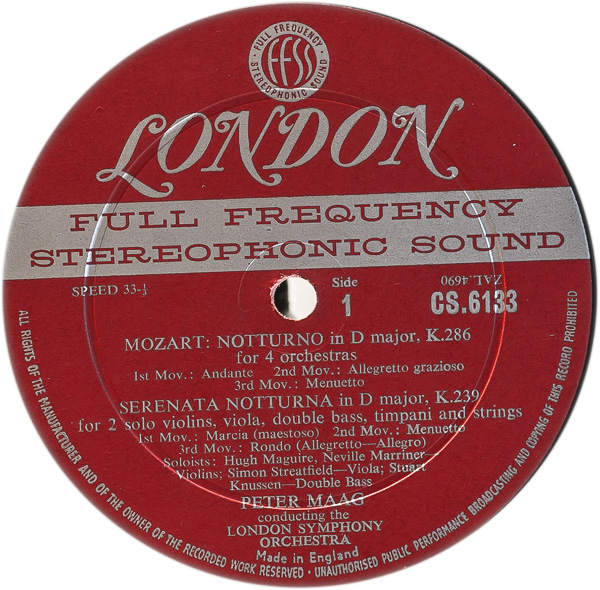 FULL FREQUENCY
FFSS
STEREOPHONIC SOUND
LONDON
FULL FREQUENCY
STEREOPHONIC SOUND
SPEED 33-⅓
Side
1
ZAL.4690
CS.6133
MOZART: NOTTURNO in D major, K.286
for 4 orchestras
1st Mov.: Andante 2nd Mov.: Allegretto grazioso
3rd Mov.: Menuetto
SERENATA NOTTURNA in D major, K.239
for 2 solo violins, viola, double bass, timpani and strings
1st Mov.: Marcia (maestoso) 2nd Mov.: Menuetto
3rd Mov.: Rondo (Allegretto—Allegro)
Soloists: Hugh Maguire, Neville Marriner—
Violins; Simon Streatfield—Viola; Stuart
Knussen—Double Bass
PETER MAAG
conducting the
LONDON SYMPHONY
ORCHESTRA
Made in England
ALL RIGHTS OF THE MANUFACTURER AND OF THE OWNER OF THE RECORDED WORK RESERVED · UNAUTHORISED PUBLIC PERFORMANCE BROADCASTING AND COPYING OF THIS RECORD PROHIBITED